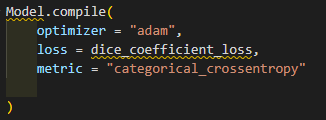 Model.compile(
optimizer = "adam",
loss = dice_coefficient_loss,
metric = "categorical_crossentropy"
)